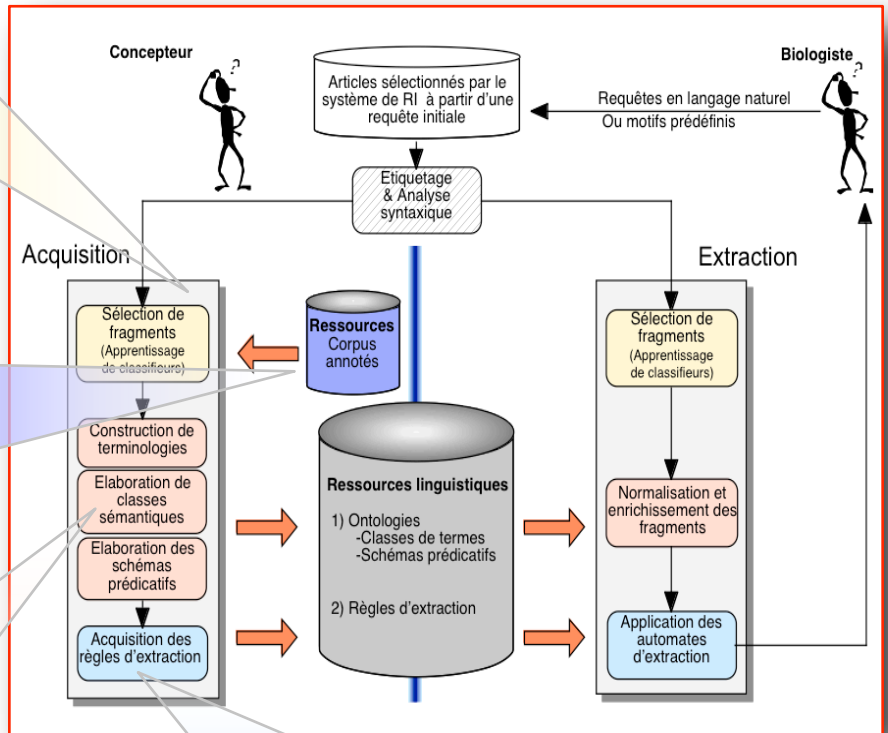 Concepteur
?
Articles sélectionnés par le
système de RI à partir d'une
requête initiale
Biologiste
?
Requêtes en langage naturel
Ou motifs prédéfinis
Etiquetage
& Analyse
syntaxique
Acquisition
Sélection de
fragments
(Apprentissage
de classifieurs)
Construction de
terminologies
Elaboration de
classes
sémantiques
Elaboration des
schémas
prédicatifs
Acquisition des
règles d'extraction
Ressources
Corpus
annotés
Ressources linguistiques
1) Ontologies
-Classes de termes
-Schémas prédicatifs
2) Règles d'extraction
Extraction
Sélection de
fragments
(Apprentissage
de classifieurs)
Normalisation et
enrichissement des
fragments
Application des
automates
d'extraction